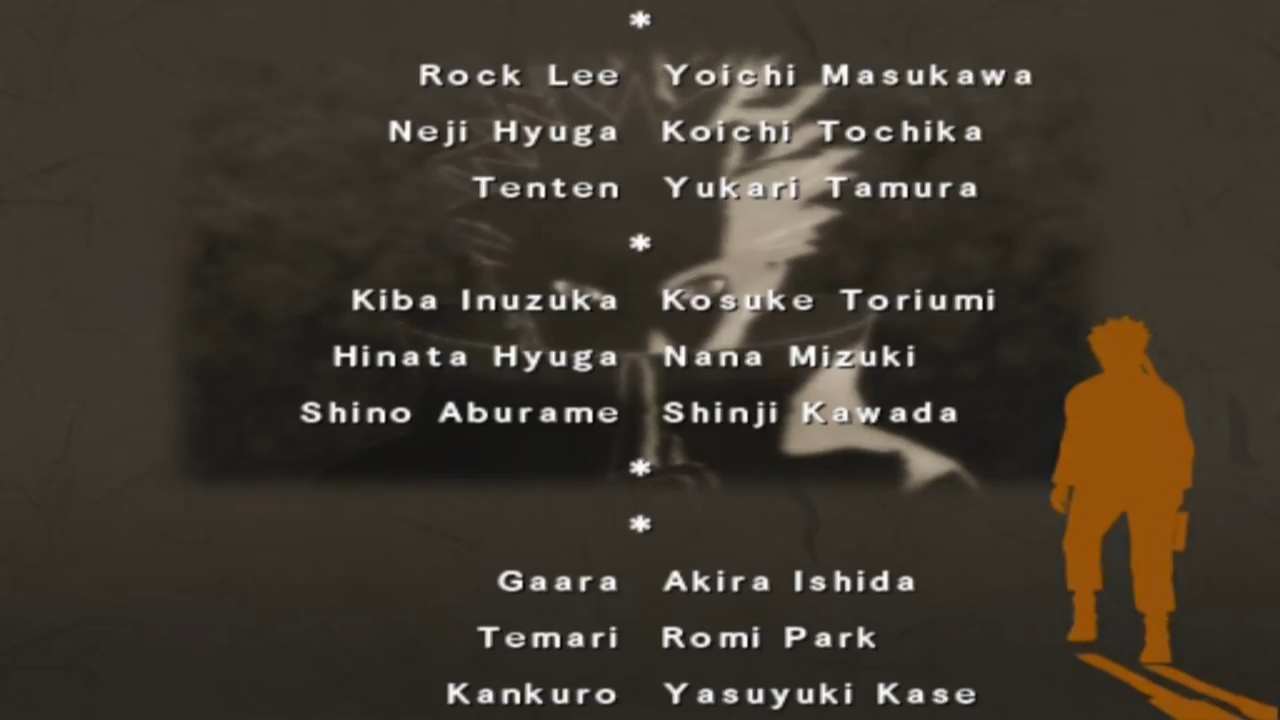 *
Rock Lee Yoichi Masukawa
Neji Hyuga Koichi Tochika
Tenten Yukari Tamura
*
Kiba Inuzuka Kosuke Toriumi
Hinata Hyuga Nana Mizuki
Shino Aburame Shinji Kawada
*
*
Gaara Akira Ishida
Temari Romi Park
Kankuro Yasuyuki Kase